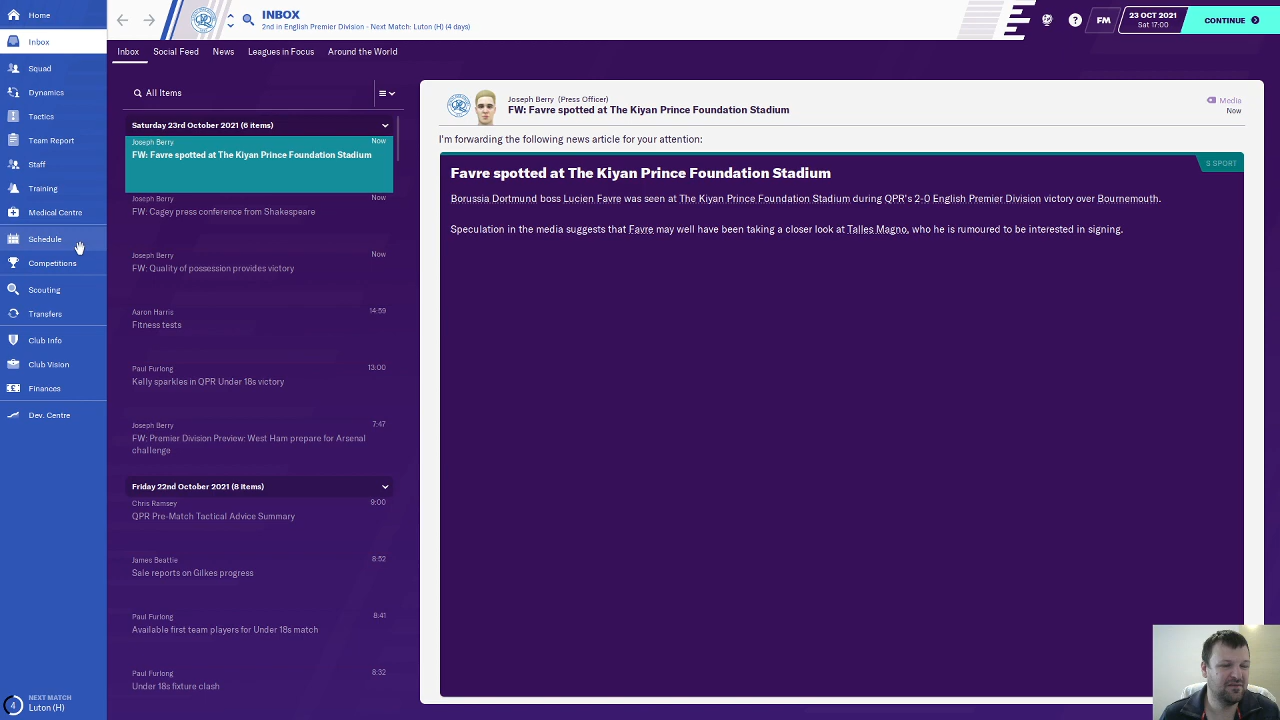 Home
Inbox
Squad
Dynamics
Tactics
Team Report
Staff
Training
Medical Centre
Schedule
Competitions
Scouting
Transfers
Club Info
Club Vision
Finances
Dev. Centre
NEXT MATCH
Luton (H)
INBOX
2nd in English Premier Division - Next Match: Luton (H) (4 days)
?
FM
23 OCT 2021
Sat 17:00
CONTINUE
Inbox Social Feed News Leagues in Focus Around the World
All Items
Saturday 23rd October 2021 (6 items)
Joseph Berry Now
FW: Favre spotted at The Kiyan Prince Foundation Stadium
Joseph Berry Now
FW: Cagey press conference from Shakespeare
Joseph Berry Now
FW: Quality of possession provides victory
Aaron Harris 14:59
Fitness tests
Paul Furlong 13:00
Kelly sparkles in QPR Under 18s victory
Joseph Berry 7:47
FW: Premier Division Preview: West Ham prepare for Arsenal
challenge
Friday 22nd October 2021 (8 items)
Chris Ramsey 9:00
QPR Pre-Match Tactical Advice Summary
James Beattie 8:52
Sale reports on Gilkes progress
Paul Furlong 8:41
Available first team players for Under 18s match
Paul Furlong 8:32
Under 18s fixture clash
Joseph Berry (Press Officer)
FW: Favre spotted at The Kiyan Prince Foundation Stadium
Media
Now
I'm forwarding the following news article for your attention:
S SPORT
Favre spotted at The Kiyan Prince Foundation Stadium
Borussia Dortmund boss Lucien Favre was seen at The Kiyan Prince Foundation Stadium during QPR's 2-0 English Premier Division victory over Bournemouth.
Speculation in the media suggests that Favre may well have been taking a closer look at Talles Magno, who he is rumoured to be interested in signing.